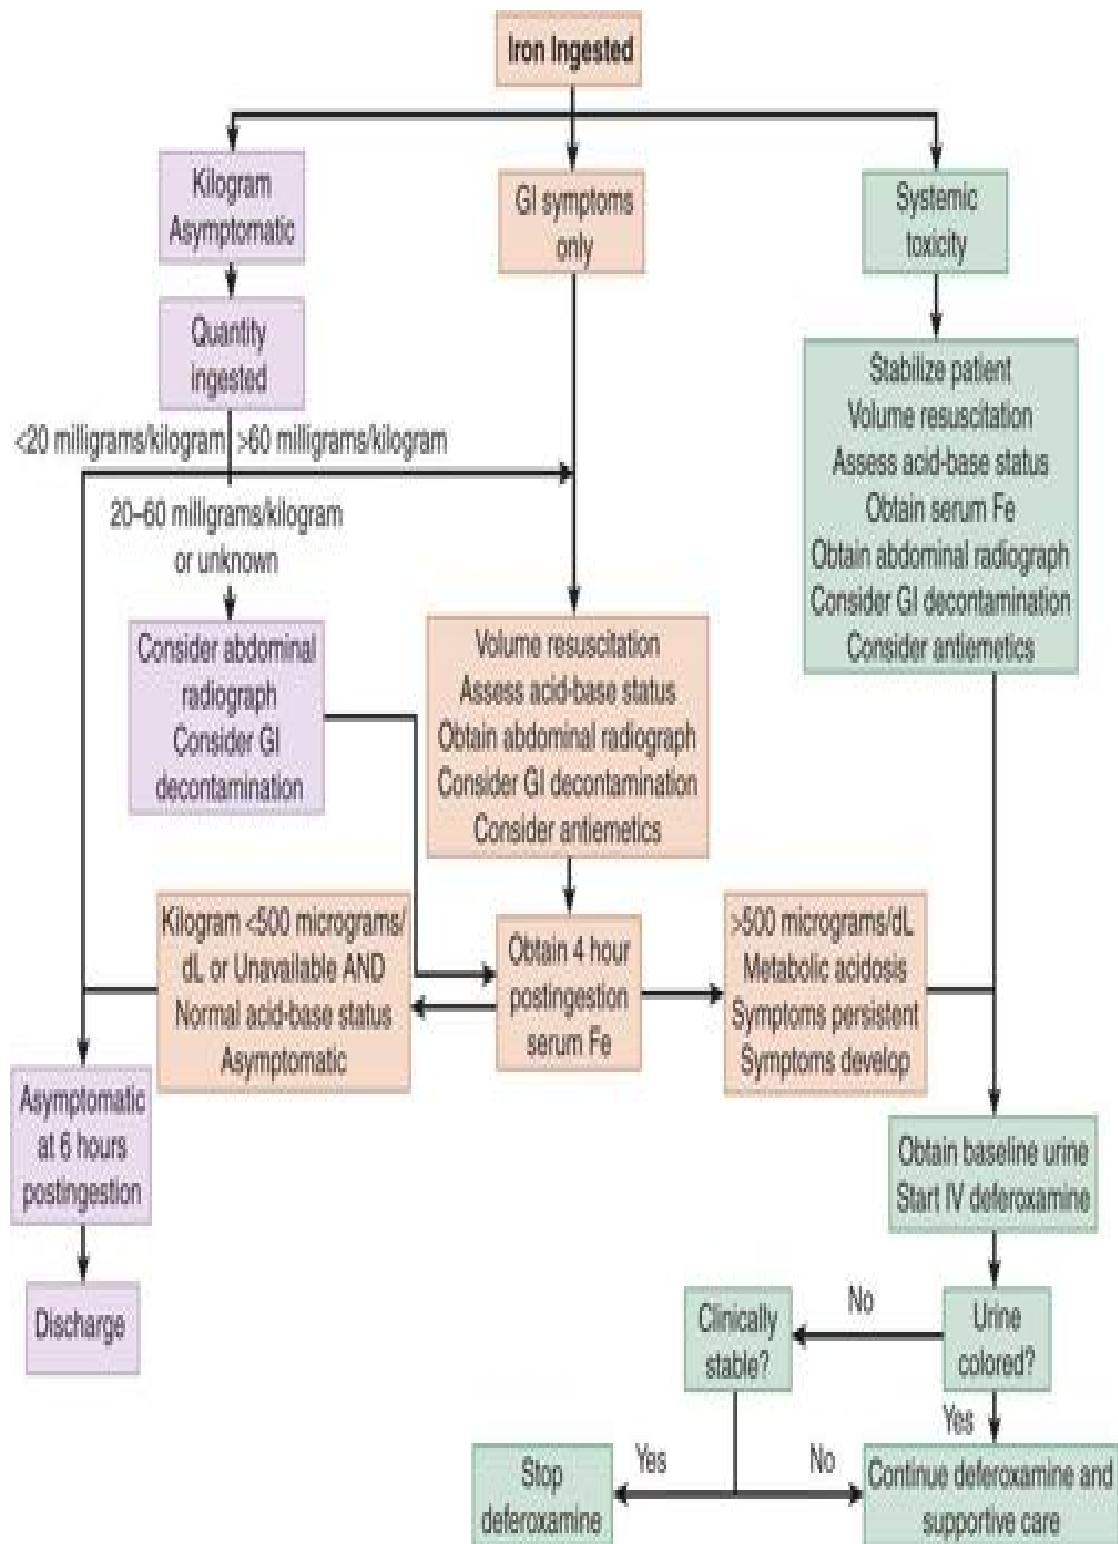 Iron Ingested
Kilogram
Asymptomatic
GI symptoms
only
Systemic
toxicity
Quantity
ingested
<20 milligrams/kilogram
>60 milligrams/kilogram
20–60 milligrams/kilogram
or unknown
Stabilize patient
Volume resuscitation
Assess acid-base status
Obtain serum Fe
Obtain abdominal radiograph
Consider GI decontamination
Consider antiemetics
Consider abdominal
radiograph
Consider GI
decontamination
Volume resuscitation
Assess acid-base status
Obtain abdominal radiograph
Consider GI decontamination
Consider antiemetics
Kilogram <500 micrograms/
dL or Unavailable AND
Normal acid-base status
Asymptomatic
Obtain 4 hour
postingestion
serum Fe
>500 micrograms/dL
Metabolic acidosis
Symptoms persistent
Symptoms develop
Asymptomatic
at 6 hours
postingestion
Obtain baseline urine
Start IV deferoxamine
Discharge
Clinically
stable?
No
Urine
colored?
Yes
Stop
deferoxamine
Yes
No
Continue deferoxamine and
supportive care